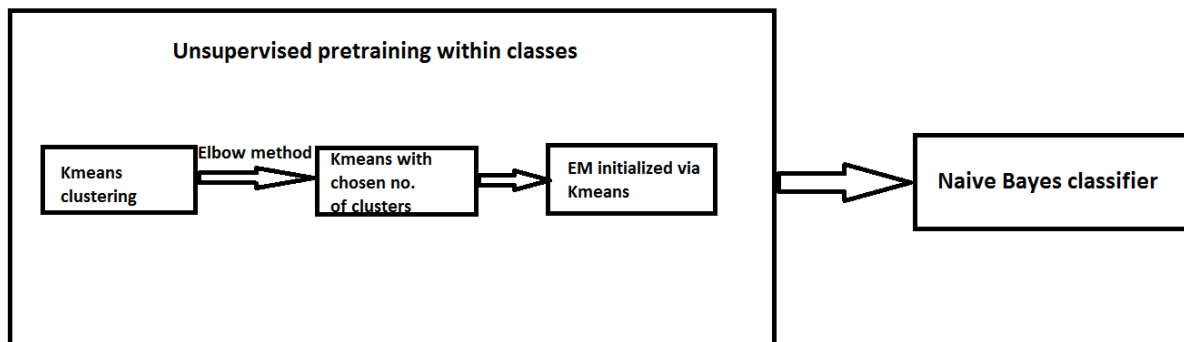 Unsupervised pretraining within classes
Kmeans
clustering
Elbow method
Kmeans with
chosen no.
of clusters
EM initialized via
Kmeans
Naive Bayes classifier